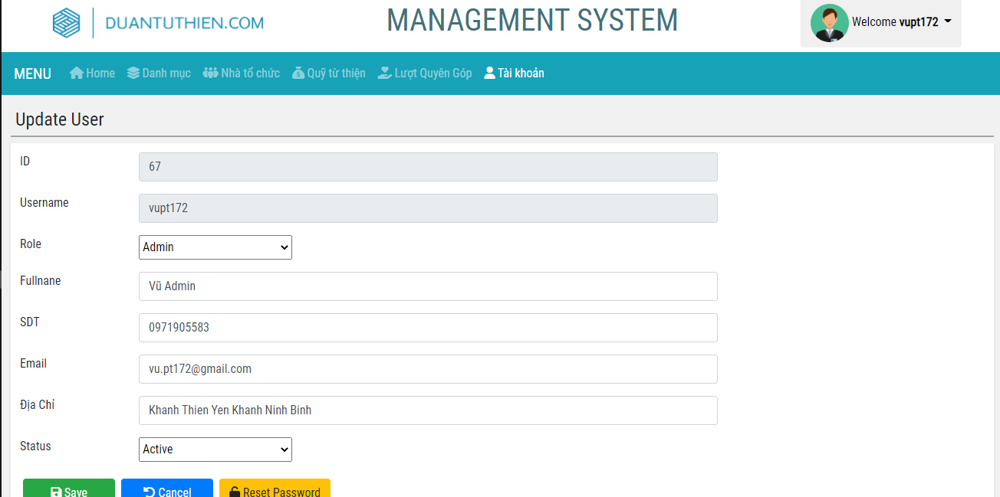 DUANTUTHIEN.COM
MANAGEMENT SYSTEM
Welcome vupt172
MENU Home Danh mục Nhà tổ chức Quỹ từ thiện Lượt Quyên Góp Tài khoản
Update User
ID 67
Username vupt172
Role Admin
Fullnane Vũ Admin
SDT 0971905583
Email vu.pt172@gmail.com
Địa Chỉ Khanh Thien Yen Khanh Ninh Binh
Status Active
Save Cancel Reset Password